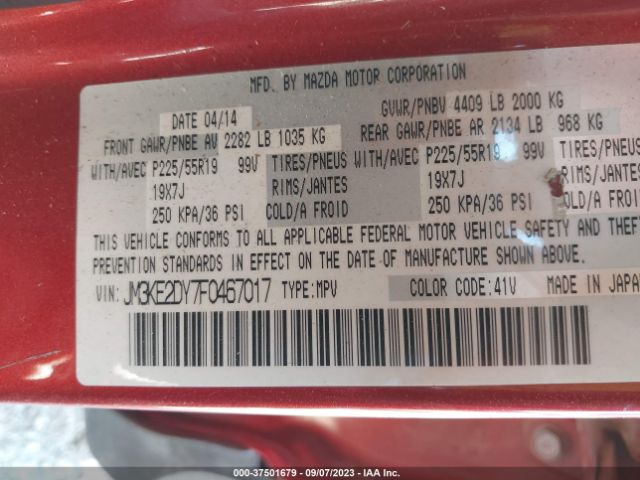 MFD. BY MAZDA MOTOR CORPORATION
DATE 04/14 GVWR/PNBV 4409 LB 2000 KG
FRONT GAWR/PNBE AV 2282 LB 1035 KG REAR GAWR/PNBE AR 2134 LB 968 KG
WITH/AVEC P225/55R19 99V TIRES/PNEUS WITH/AVEC P225/55R19 99V TIRES/PNEUS
19X7J RIMS/JANTES 19X7J RIMS/JANTES
250 KPA/36 PSI COLD/A FROID 250 KPA/36 PSI COLD/A FROID
THIS VEHICLE CONFORMS TO ALL APPLICABLE FEDERAL MOTOR VEHICLE SAFETY AND THEFT
PREVENTION STANDARDS IN EFFECT ON THE DATE OF MANUFACTURE SHOWN ABOVE.
VIN: JM3KE2DY7F0467017 TYPE:MPV COLOR CODE:41V MADE IN JAPA
000-37501679 - 09/07/2023 - IAA Inc.